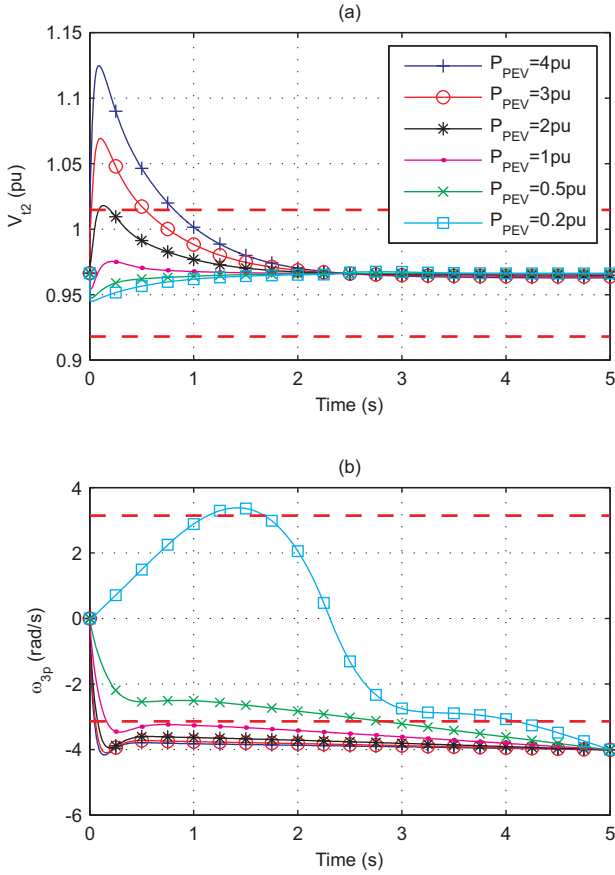 (a)
1.15
1.1
1.05
1
0.95
0.9
V_t2 (pu)
0 1 2 3 4 5
Time (s)
P_PEV=4pu
P_PEV=3pu
P_PEV=2pu
P_PEV=1pu
P_PEV=0.5pu
P_PEV=0.2pu
(b)
4
2
0
-2
-4
-6
ω_3p (rad/s)
0 1 2 3 4 5
Time (s)